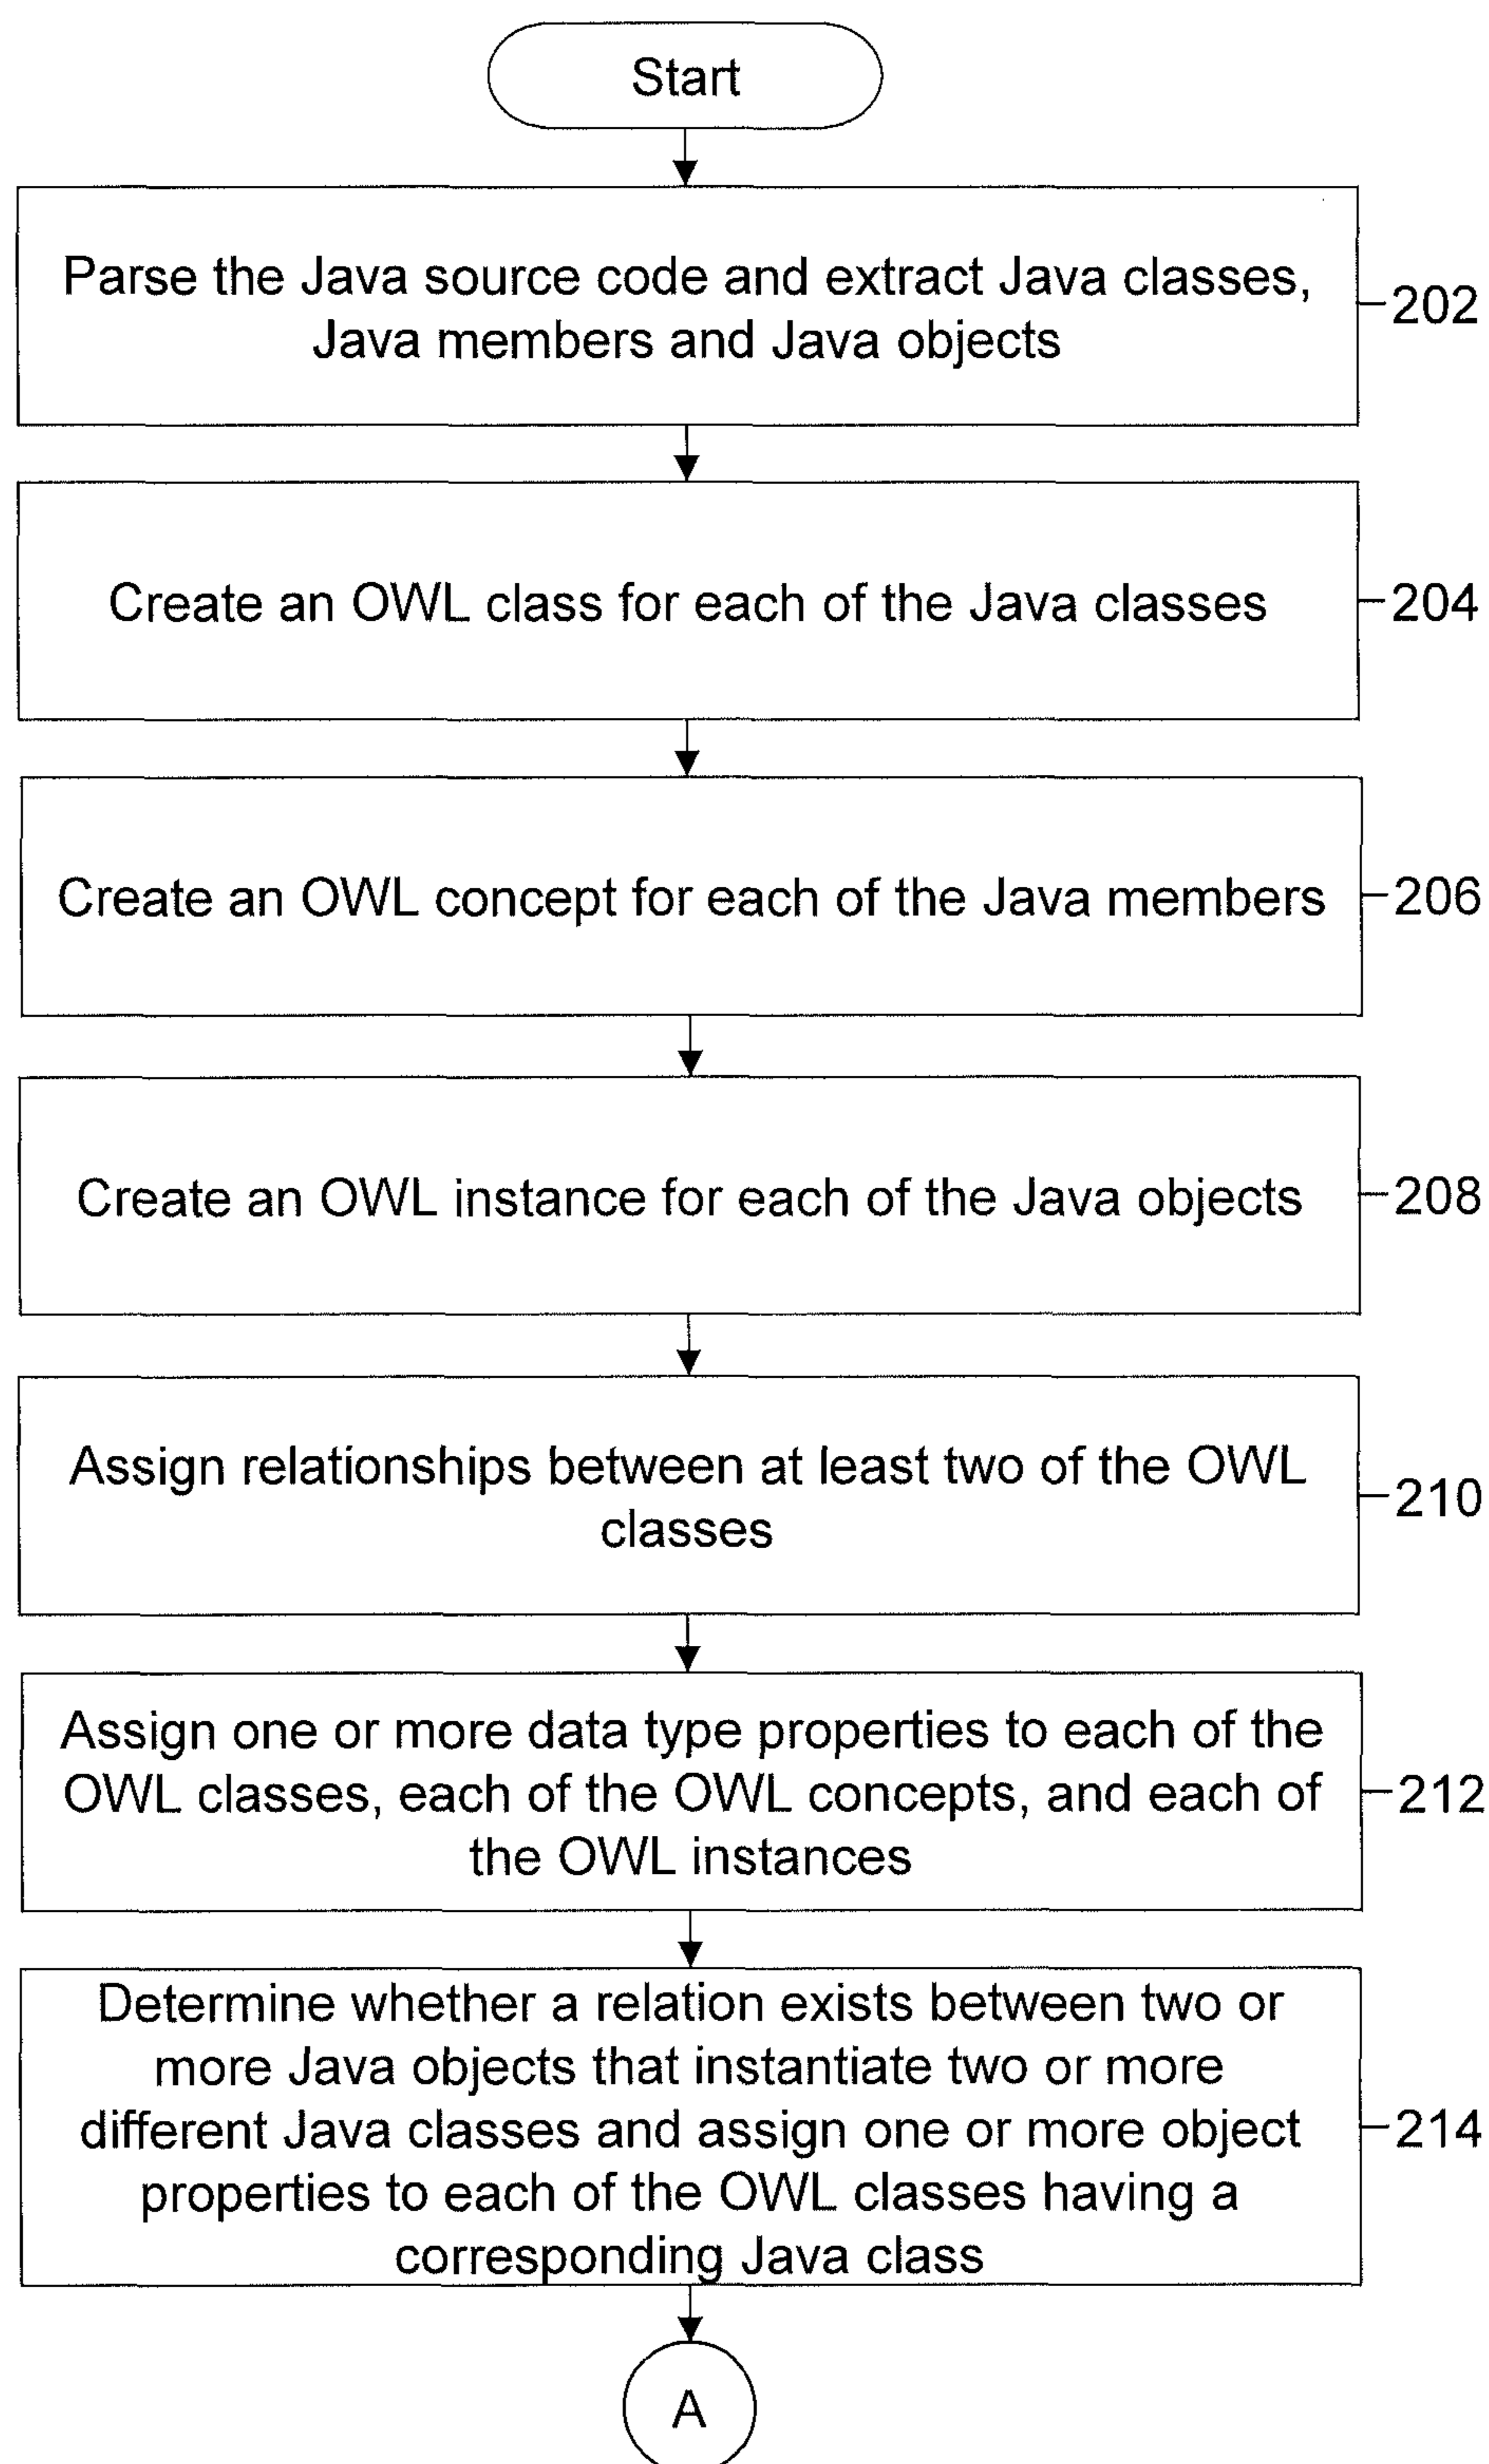 Start
Parse the Java source code and extract Java classes,
Java members and Java objects
202
Create an OWL class for each of the Java classes
204
Create an OWL concept for each of the Java members
206
Create an OWL instance for each of the Java objects
208
Assign relationships between at least two of the OWL
classes
210
Assign one or more data type properties to each of the
OWL classes, each of the OWL concepts, and each of
the OWL instances
212
Determine whether a relation exists between two or
more Java objects that instantiate two or more
different Java classes and assign one or more object
properties to each of the OWL classes having a
corresponding Java class
214
A